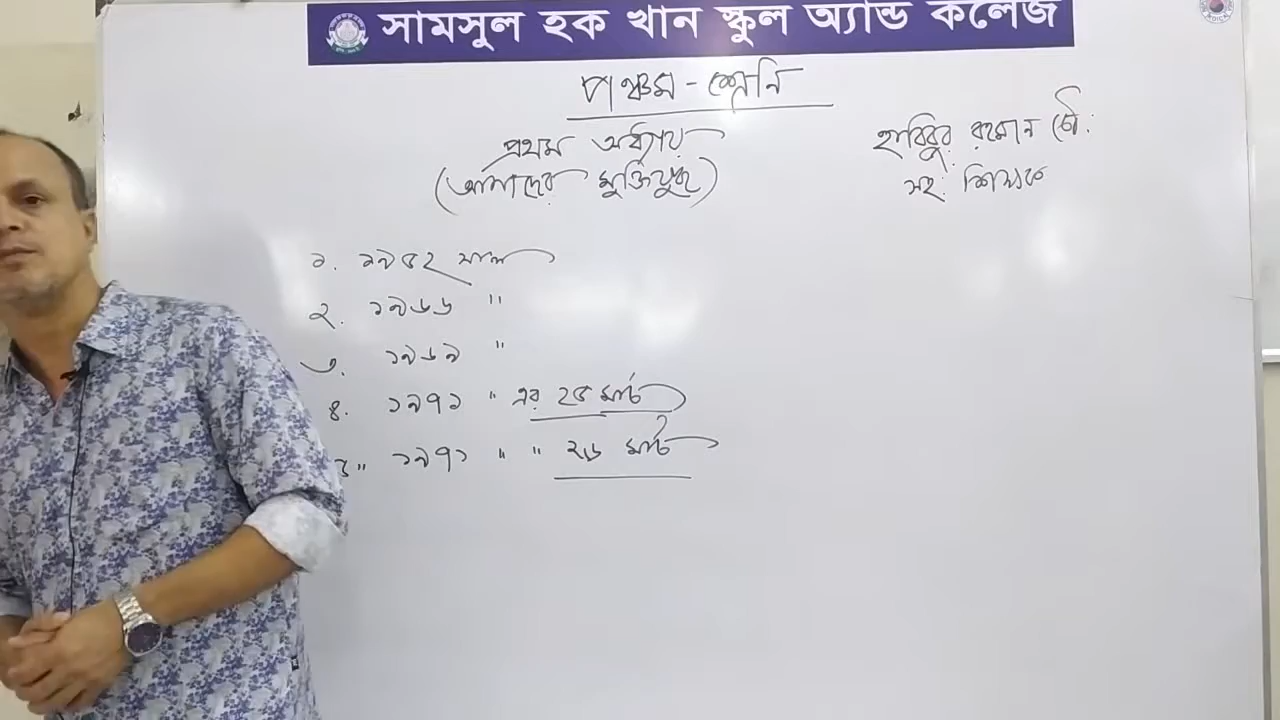 সামসুল হক খান স্কুল অ্যান্ড কলেজ
পঞ্চম - শ্রেনি
প্রথম অধ্যায়
(আমাদের মুক্তিযুদ্ধ)
হাবিবুর রহমান চৌ:
সহ: শিক্ষক
১. ১৯৫২ সাল
২. ১৯৬৬ "
৩. ১৯৬৯ "
৪. ১৯৭১ " এর ২৫ মার্চ
৫" ১৯৭১ " " ২৬ মার্চ